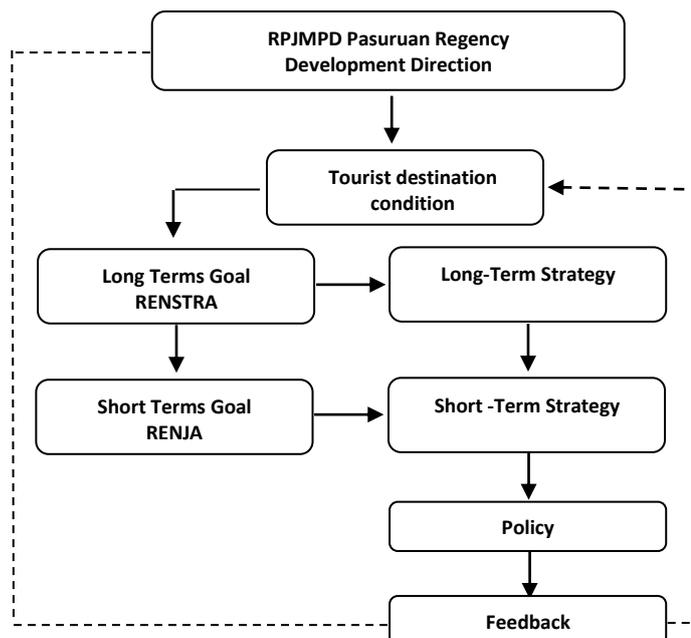 RPJMPD Pasuruan Regency
Development Direction
Tourist destination
condition
Long Terms Goal
RENSTRA
Long-Term Strategy
Short Terms Goal
RENJA
Short -Term Strategy
Policy
Feedback